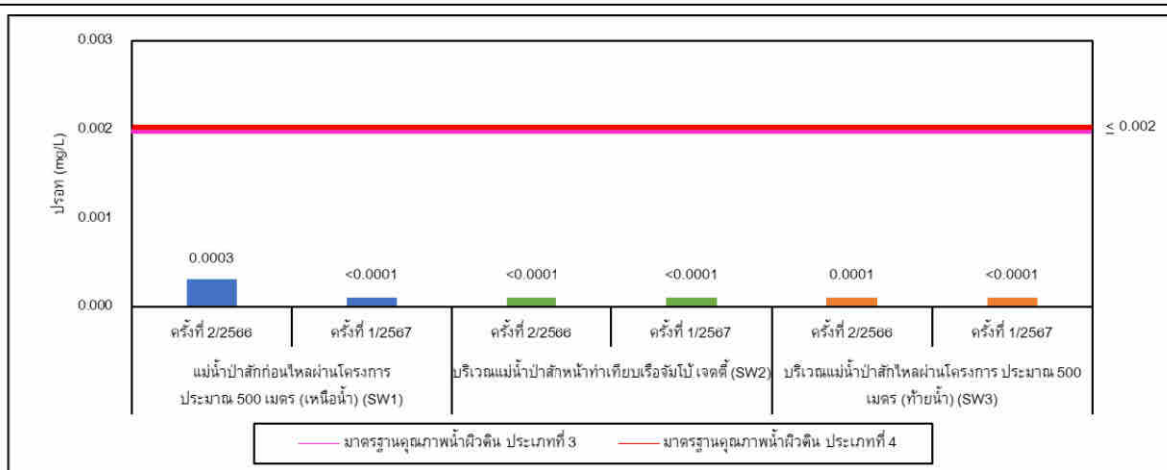 0.003
0.002
0.001
0.000
ปรอท (mg/L)
≤ 0.002
0.0003
<0.0001
<0.0001
<0.0001
0.0001
<0.0001
ครั้งที่ 2/2566
ครั้งที่ 1/2567
ครั้งที่ 2/2566
ครั้งที่ 1/2567
ครั้งที่ 2/2566
ครั้งที่ 1/2567
แม่น้ำป่าสักก่อนไหลผ่านโครงการ
ประมาณ 500 เมตร (เหนือน้ำ) (SW1)
บริเวณแม่น้ำป่าสักหน้าท่าเทียบเรือจัมโบ้ เจตตี้ (SW2)
บริเวณแม่น้ำป่าสักไหลผ่านโครงการ ประมาณ 500
เมตร (ท้ายน้ำ) (SW3)
มาตรฐานคุณภาพน้ำผิวดิน ประเภทที่ 3
มาตรฐานคุณภาพน้ำผิวดิน ประเภทที่ 4